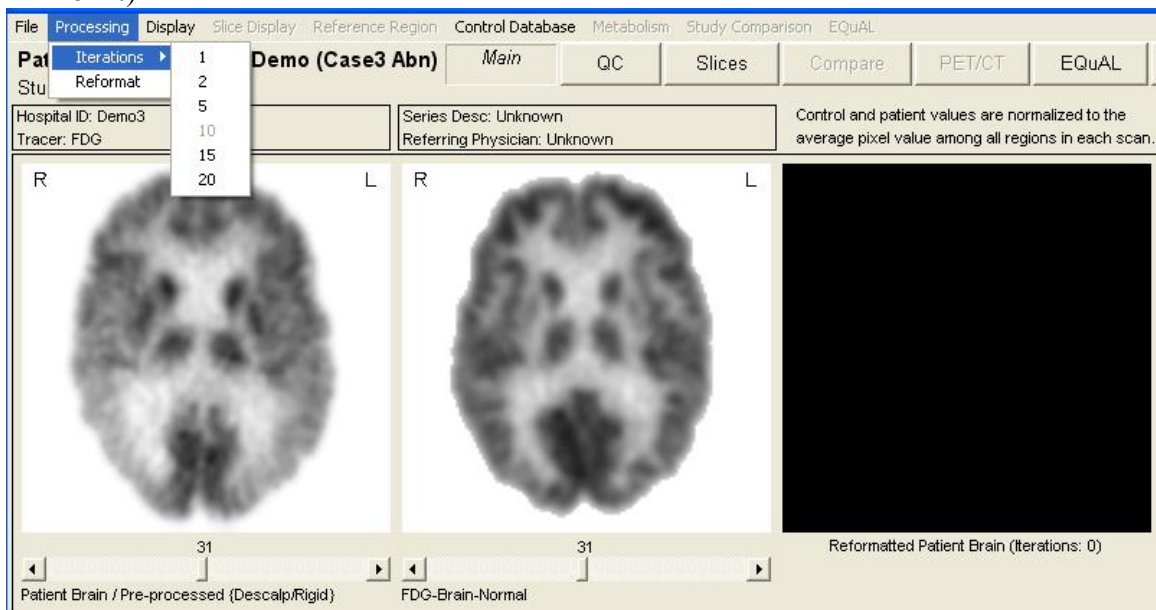 File Processing Display Slice Display Reference Region Control Database Metabolism Study Comparison EQuAL
Iterations
Reformat
1
2
5
10
15
20
Pat
Demo (Case3 Abn)
Stu
Main QC Slices Compare PET/CT EQuAL
Hospital ID: Demo3
Tracer: FDG
Series Desc: Unknown
Referring Physician: Unknown
Control and patient values are normalized to the
average pixel value among all regions in each scan.
R L
R L
31
31
Patient Brain / Pre-processed {Descalp/Rigid}
FDG-Brain-Normal
Reformatted Patient Brain (Iterations: 0)